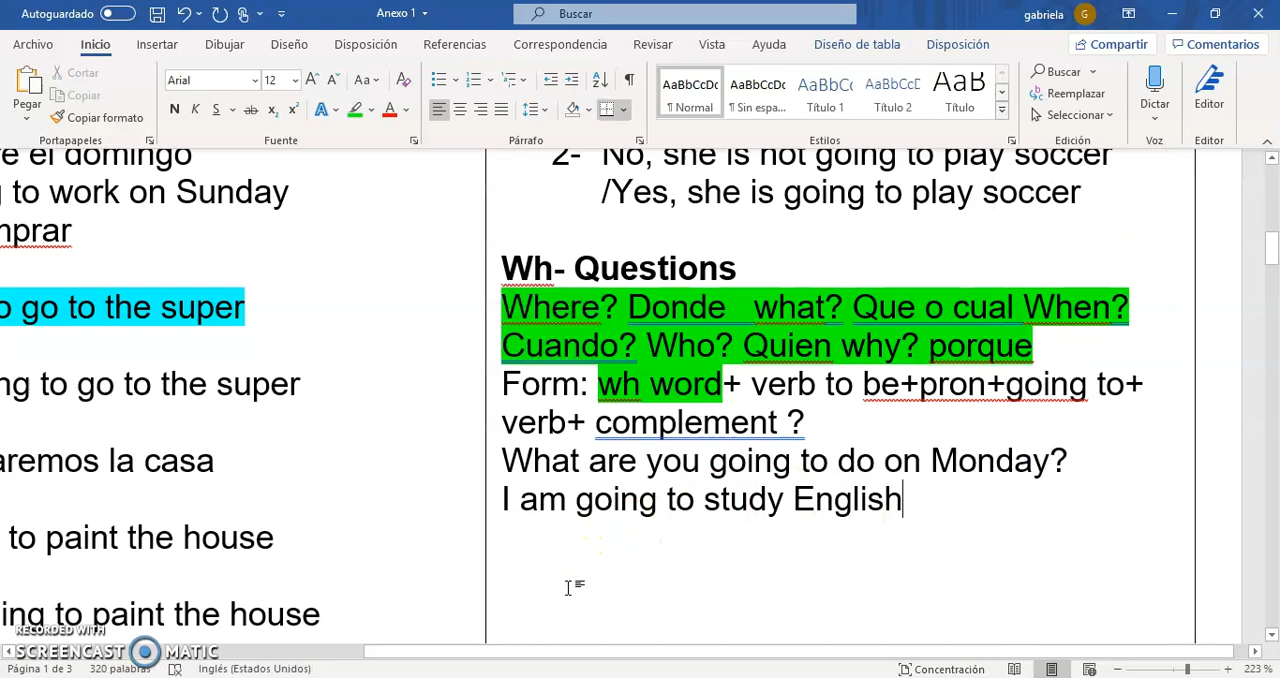 Autoguardado
Anexo 1
Buscar
gabriela
G
Archivo
Inicio
Insertar
Dibujar
Diseño
Disposición
Referencias
Correspondencia
Revisar
Vista
Ayuda
Diseño de tabla
Disposición
Compartir
Comentarios
Pegar
Cortar
Copiar
Copiar formato
Portapapeles
Arial
12
Fuente
Párrafo
AaBbCcDc
¶ Normal
AaBbCcDc
¶ Sin espa...
AaBbCc
Título 1
AaBbCcD
Título 2
AaB
Título
Estilos
Buscar
Reemplazar
Seleccionar
Edición
Dictar
Voz
Editor
Editor
re el domingo
g to work on Sunday
mprar
o go to the super
ng to go to the super
aremos la casa
to paint the house
ing to paint the house
2- No, she is not going to play soccer
/Yes, she is going to play soccer
Wh- Questions
Where? Donde what? Que o cual When?
Cuando? Who? Quien why? porque
Form: wh word+ verb to be+pron+going to+
verb+ complement ?
What are you going to do on Monday?
I am going to study English
RECORDED WITH
SCREENCAST MATIC
Página 1 de 3
320 palabras
Inglés (Estados Unidos)
Concentración
223 %